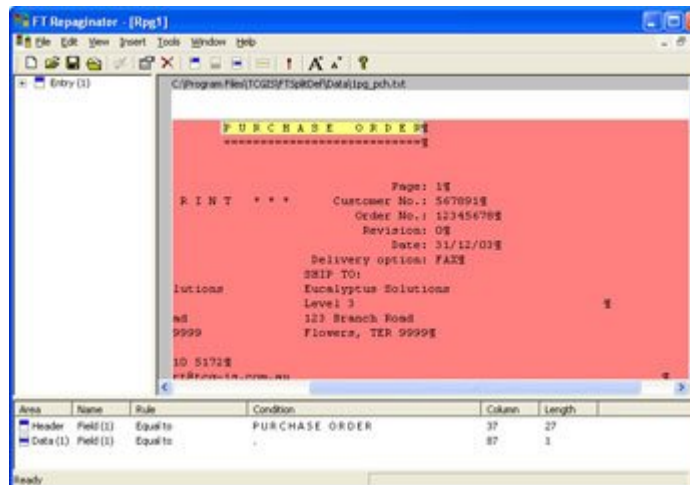 FT Repaginator - [Rpg1]
File Edit View Insert Tools Window Help
Entry (1)
C:\Program Files\TCGIS\FTSpltDef\Data\1pg_pch.txt
P U R C H A S E   O R D E R¶
===========================¶
Page: 1¶
R I N T   * * *   Customer No.: 567891¶
Order No.: 12345678¶
Revision: 0¶
Date: 31/12/03¶
Delivery option: FAX¶
SHIP TO:
lutions   Eucalyptus Solutions
Level 3   ¶
ad   123 Branch Road
9999   Flowers, TER 9999¶
10 5172¶
Area   Name   Rule   Condition   Column   Length
Header   Field (1)   Equal to   P U R C H A S E  O R D E R   37   27
Data (1)   Field (1)   Equal to   .   87   1
Ready